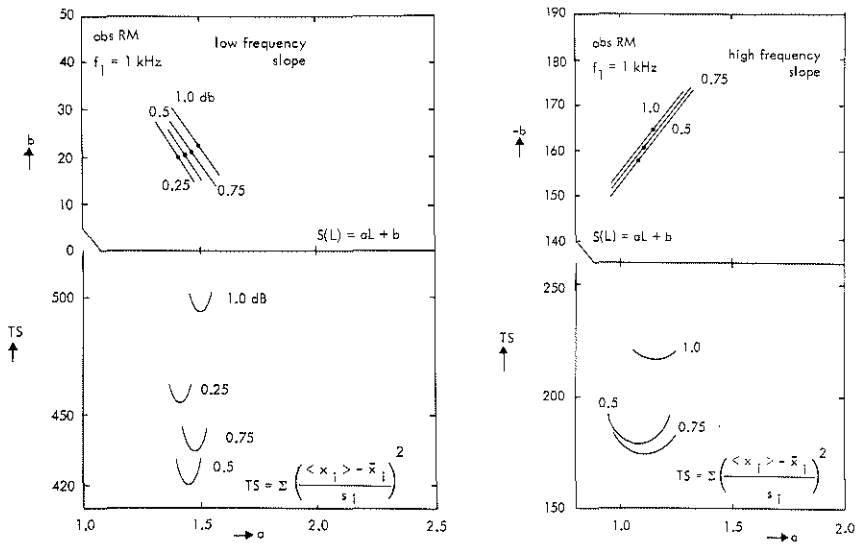 50
40
30
20
10
0
b
obs RM
f₁ = 1 kHz
low frequency
slope
1.0 db
0.5
0.25
0.75
S(L) = aL + b
500
450
420
TS
1.0 dB
0.25
0.75
0.5
TS = Σ ( (< x i > - x̄ i) / s i )²
1.0
1.5
2.0
2.5
a
190
180
170
160
150
140
-b
obs RM
f₁ = 1 kHz
high frequency
slope
0.75
1.0
0.5
S(L) = aL + b
250
200
150
TS
1.0
0.5
0.75
TS = Σ ( (< x i > - x̄ i) / s i )²
1.0
1.5
2.0
a